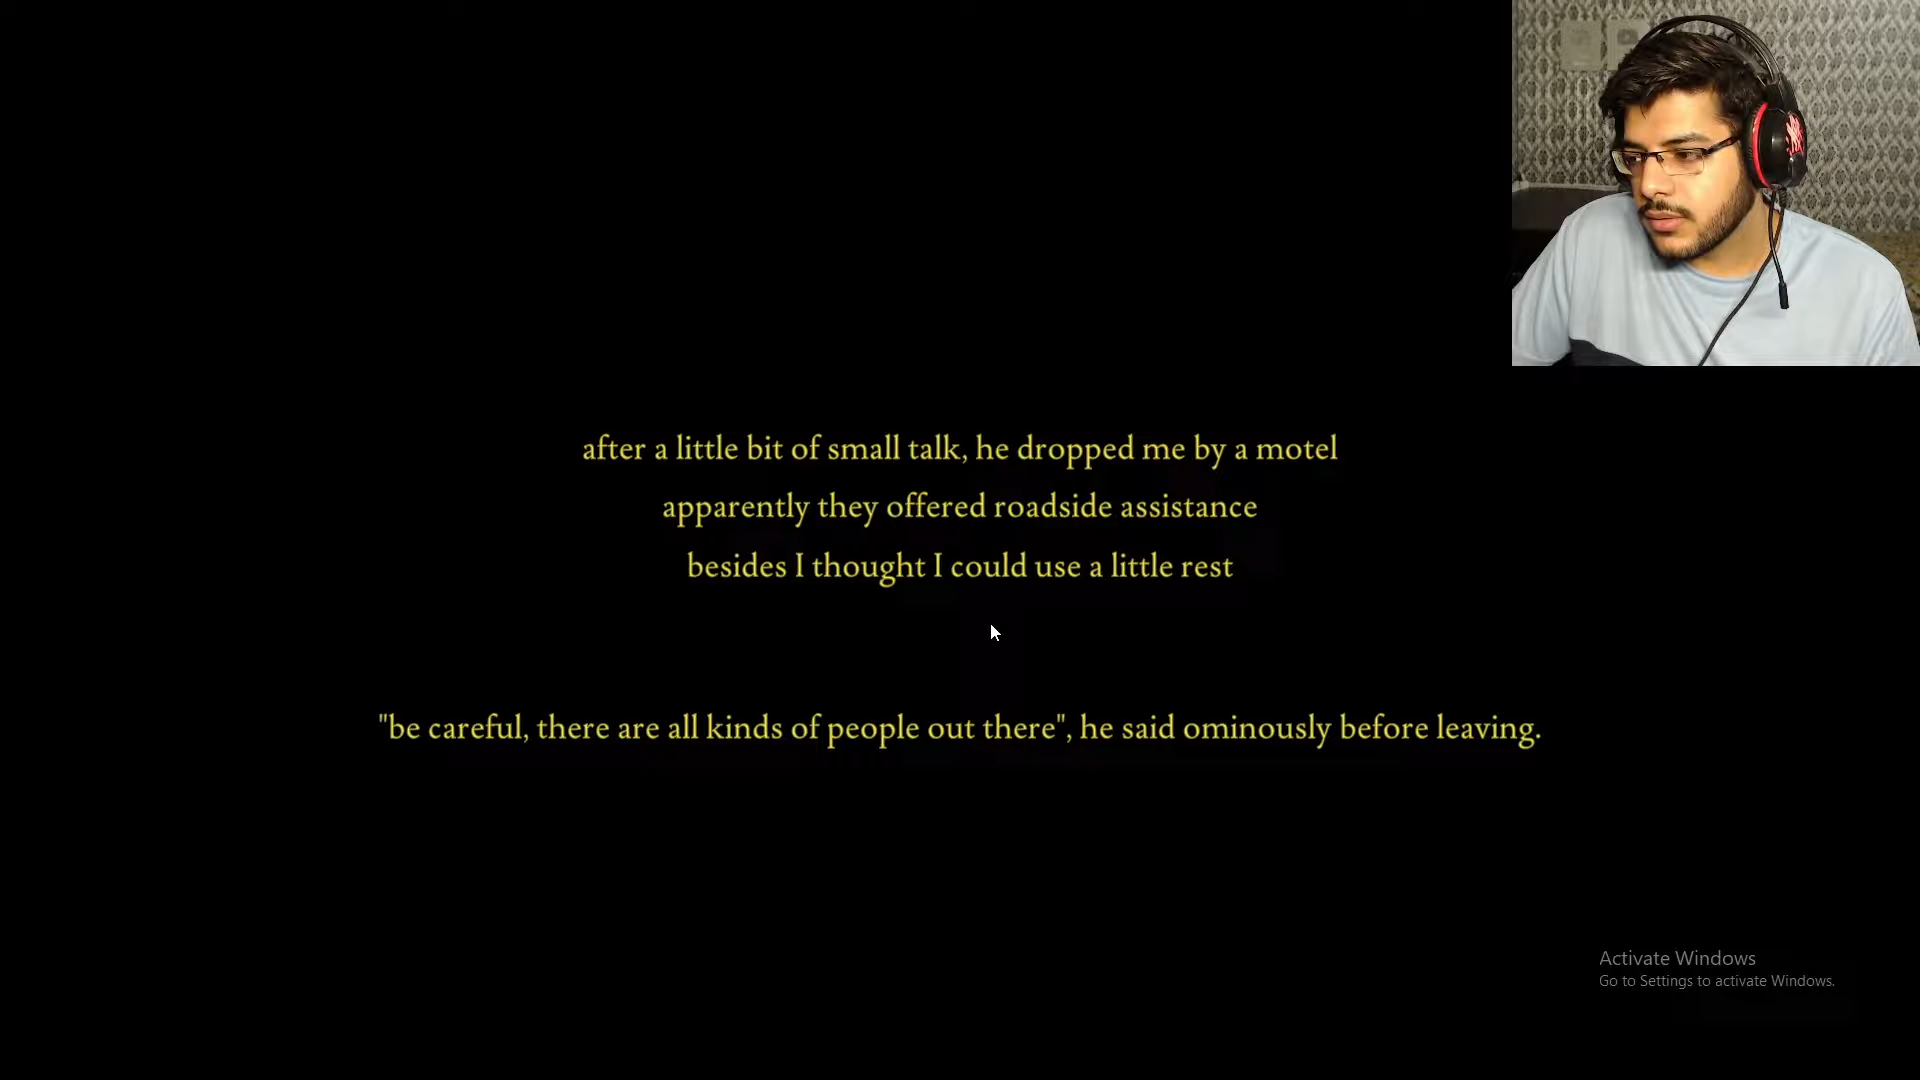 after a little bit of small talk, he dropped me by a motel
apparently they offered roadside assistance
besides I thought I could use a little rest
"be careful, there are all kinds of people out there", he said ominously before leaving.
Activate Windows
Go to Settings to activate Windows.